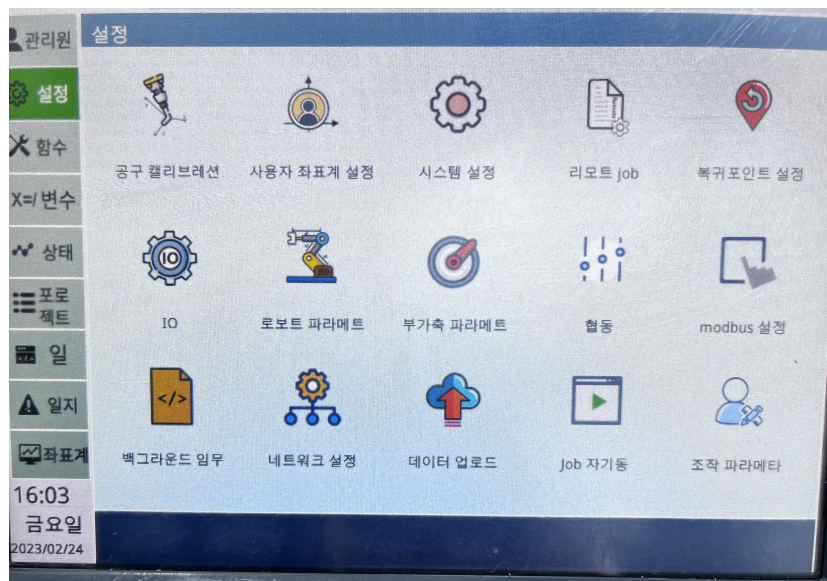 관리원
설정
설정
함수
X=/ 변수
상태
포로
젝트
일
일지
좌표계
16:03
금요일
2023/02/24
공구 캘리브레션
사용자 좌표계 설정
시스템 설정
리모트 job
복귀포인트 설정
IO
IO
로보트 파라메트
부가축 파라메트
협동
modbus 설정
</>
백그라운드 임무
네트워크 설정
데이터 업로드
Job 자기동
조작 파라메타